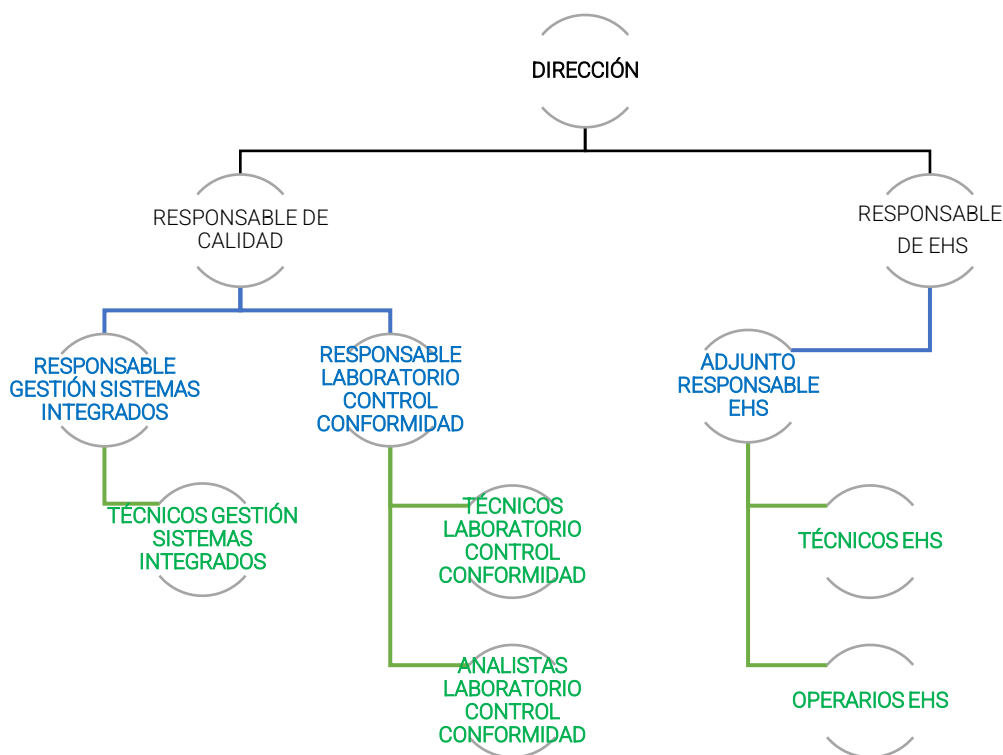 DIRECCIÓN
RESPONSABLE DE
CALIDAD
RESPONSABLE
DE EHS
RESPONSABLE
GESTIÓN SISTEMAS
INTEGRADOS
RESPONSABLE
LABORATORIO
CONTROL
CONFORMIDAD
ADJUNTO
RESPONSABLE
EHS
TÉCNICOS GESTIÓN
SISTEMAS
INTEGRADOS
TÉCNICOS
LABORATORIO
CONTROL
CONFORMIDAD
TÉCNICOS EHS
ANALISTAS
LABORATORIO
CONTROL
CONFORMIDAD
OPERARIOS EHS